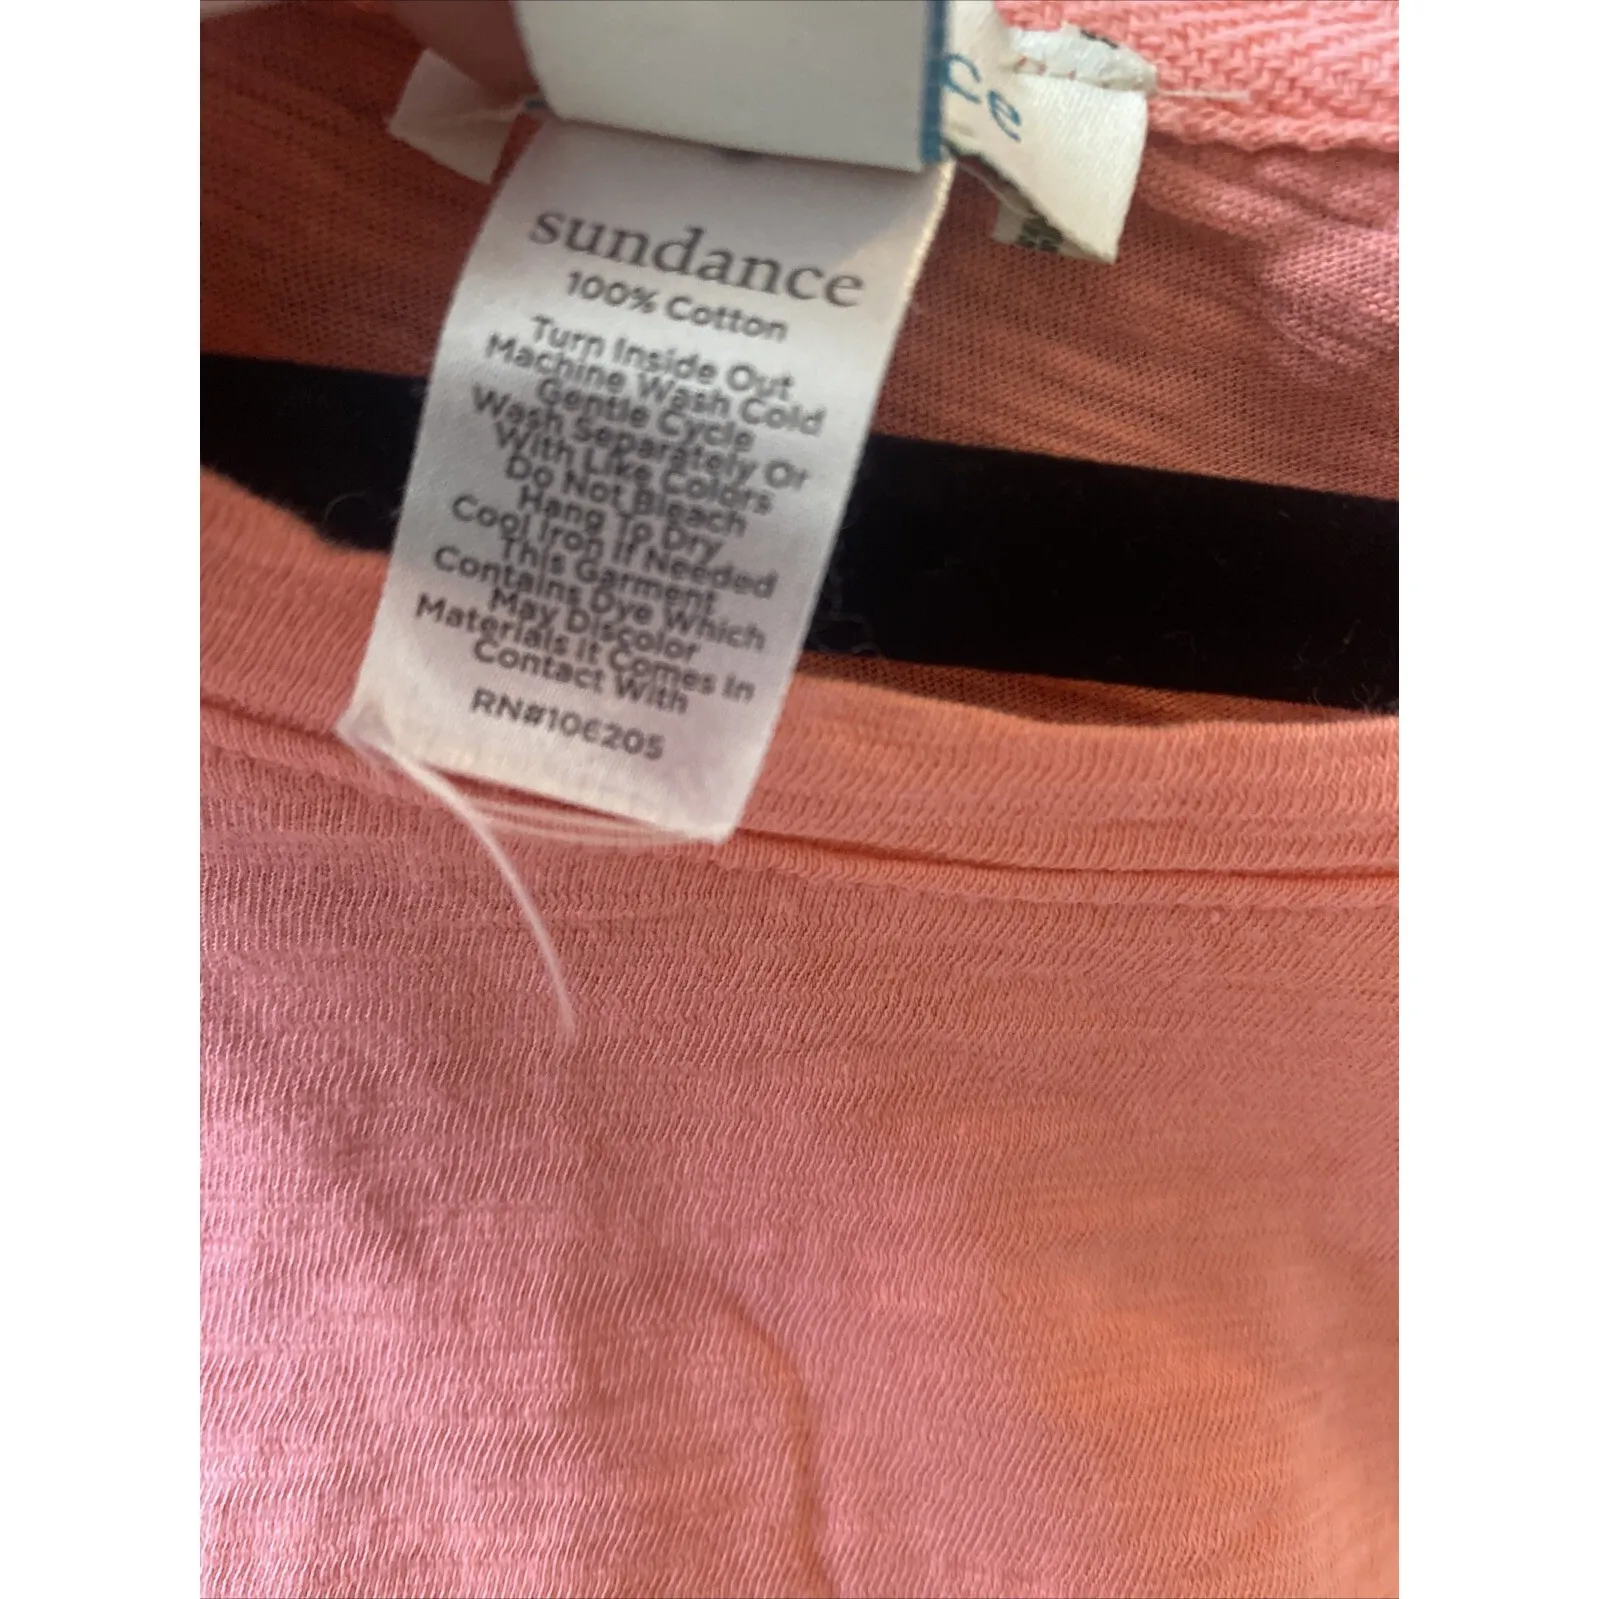 ce
sundance
100% Cotton
Turn Inside Out
Machine Wash Cold
Gentle Cycle
Wash Separately Or
With Like Colors
Do Not Bleach
Hang To Dry
Cool Iron If Needed
This Garment
Contains Dye Which
May Discolor
Materials it Comes In
Contact With
RN#106205